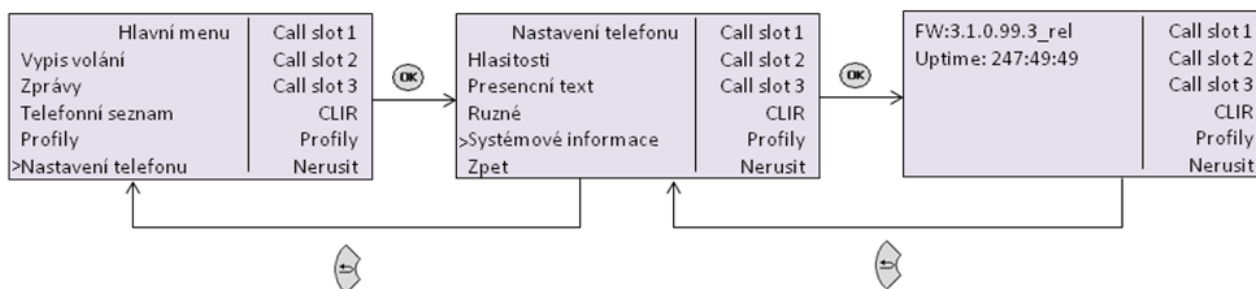 Hlavní menu
Vypis volání
Zprávy
Telefonní seznam
Profily
>Nastavení telefonu
Call slot 1
Call slot 2
Call slot 3
CLIR
Profily
Nerusit
OK
Nastavení telefonu
Hlasitosti
Presencní text
Ruzné
>Systémové informace
Zpet
Call slot 1
Call slot 2
Call slot 3
CLIR
Profily
Nerusit
OK
FW:3.1.0.99.3_rel
Uptime: 247:49:49
Call slot 1
Call slot 2
Call slot 3
CLIR
Profily
Nerusit